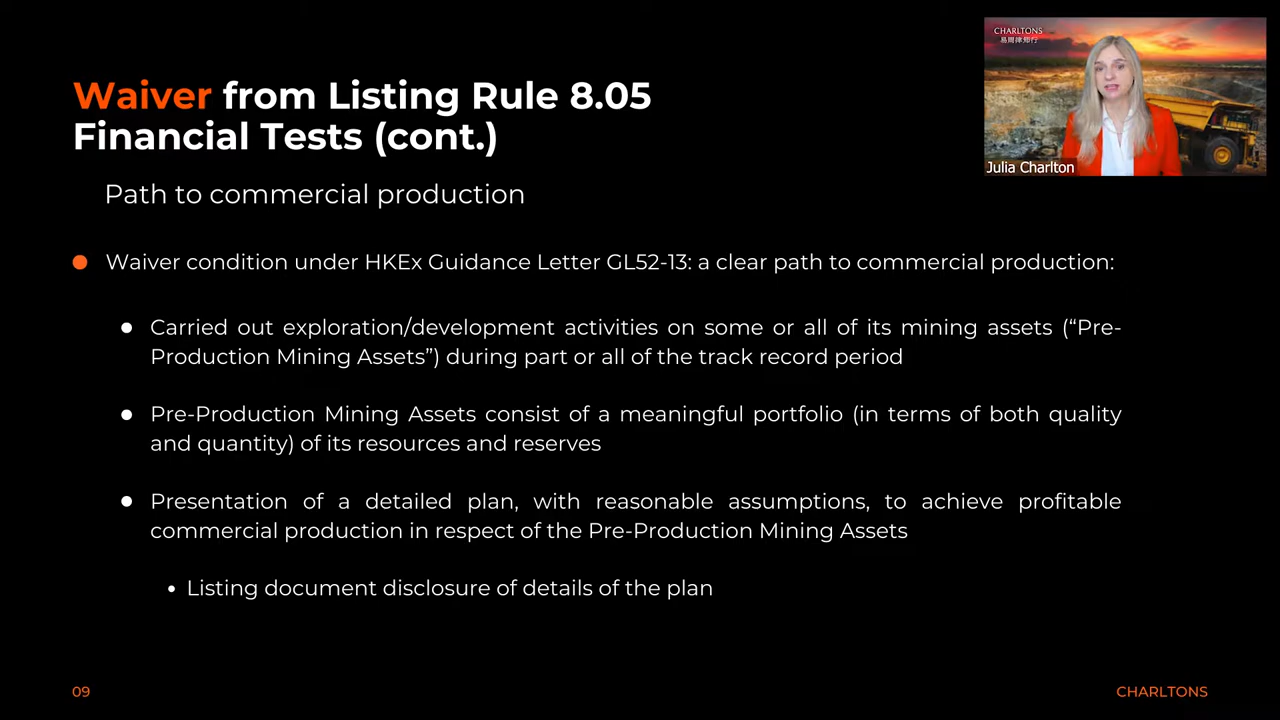 CHARLTONS
易周律师行
Julia Charlton
Waiver from Listing Rule 8.05
Financial Tests (cont.)
Path to commercial production
Waiver condition under HKEx Guidance Letter GL52-13: a clear path to commercial production:
Carried out exploration/development activities on some or all of its mining assets (“Pre-
Production Mining Assets”) during part or all of the track record period
Pre-Production Mining Assets consist of a meaningful portfolio (in terms of both quality
and quantity) of its resources and reserves
Presentation of a detailed plan, with reasonable assumptions, to achieve profitable
commercial production in respect of the Pre-Production Mining Assets
Listing document disclosure of details of the plan
09
CHARLTONS